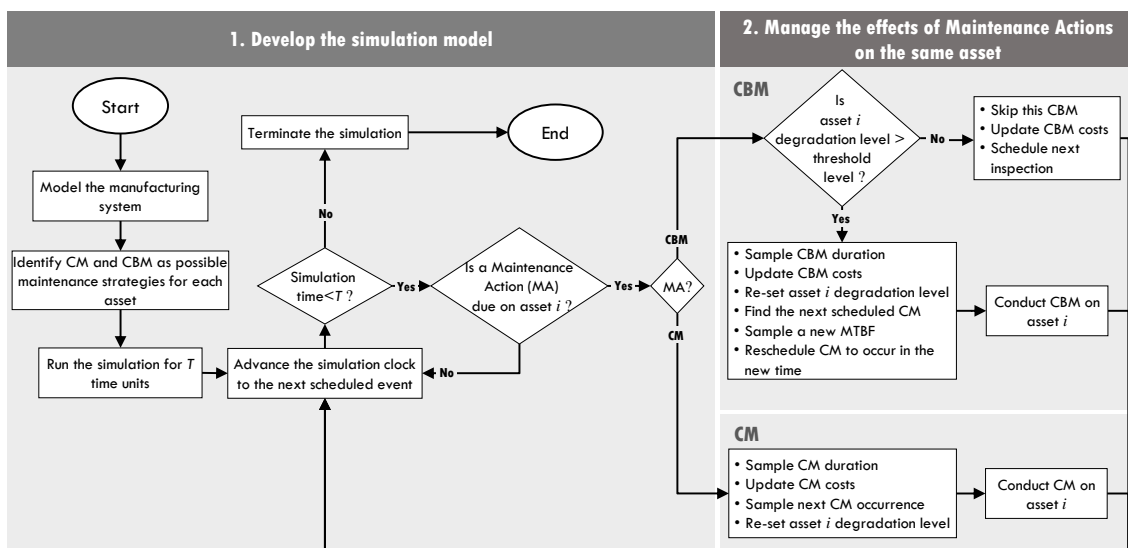 1. Develop the simulation model
2. Manage the effects of Maintenance Actions
on the same asset
Start
Model the manufacturing
system
Identify CM and CBM as possible
maintenance strategies for each
asset
Run the simulation for T
time units
Terminate the simulation
End
No
Simulation
time<T ?
Yes
Advance the simulation clock
to the next scheduled event
Is a Maintenance
Action (MA)
due on asset i ?
No
Yes
CBM
MA?
CM
CBM
Is
asset i
degradation level >
threshold
level ?
No
• Skip this CBM
• Update CBM costs
• Schedule next
inspection
Yes
• Sample CBM duration
• Update CBM costs
• Re-set asset i degradation level
• Find the next scheduled CM
• Sample a new MTBF
• Reschedule CM to occur in the
new time
Conduct CBM on
asset i
CM
• Sample CM duration
• Update CM costs
• Sample next CM occurrence
• Re-set asset i degradation level
Conduct CM on
asset i